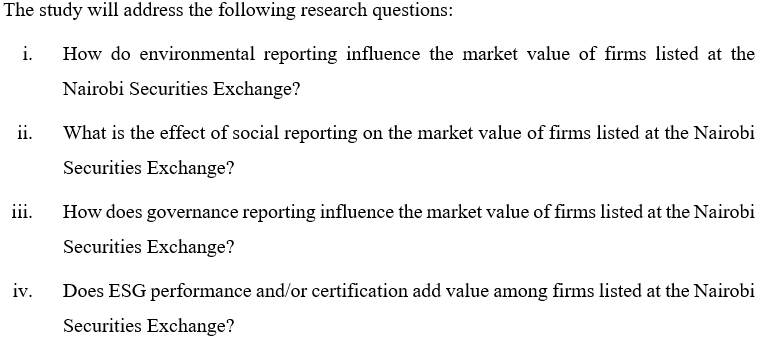 The study will address the following research questions:
i. How do environmental reporting influence the market value of firms listed at the
Nairobi Securities Exchange?
ii. What is the effect of social reporting on the market value of firms listed at the Nairobi
Securities Exchange?
iii. How does governance reporting influence the market value of firms listed at the Nairobi
Securities Exchange?
iv. Does ESG performance and/or certification add value among firms listed at the Nairobi
Securities Exchange?